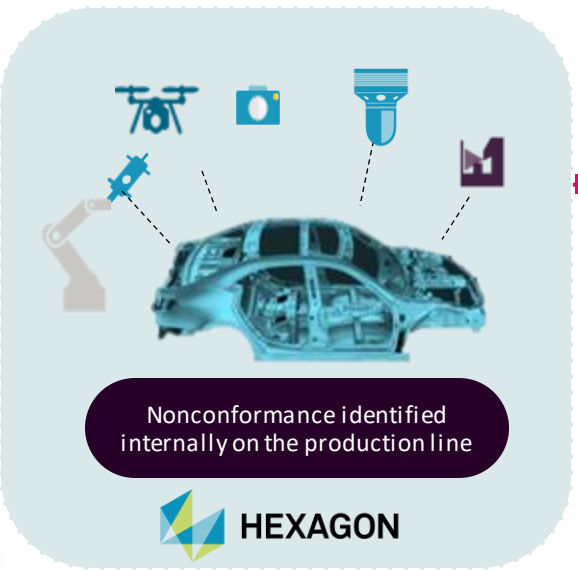 Nonconformance identified
internally on the production line
HEXAGON